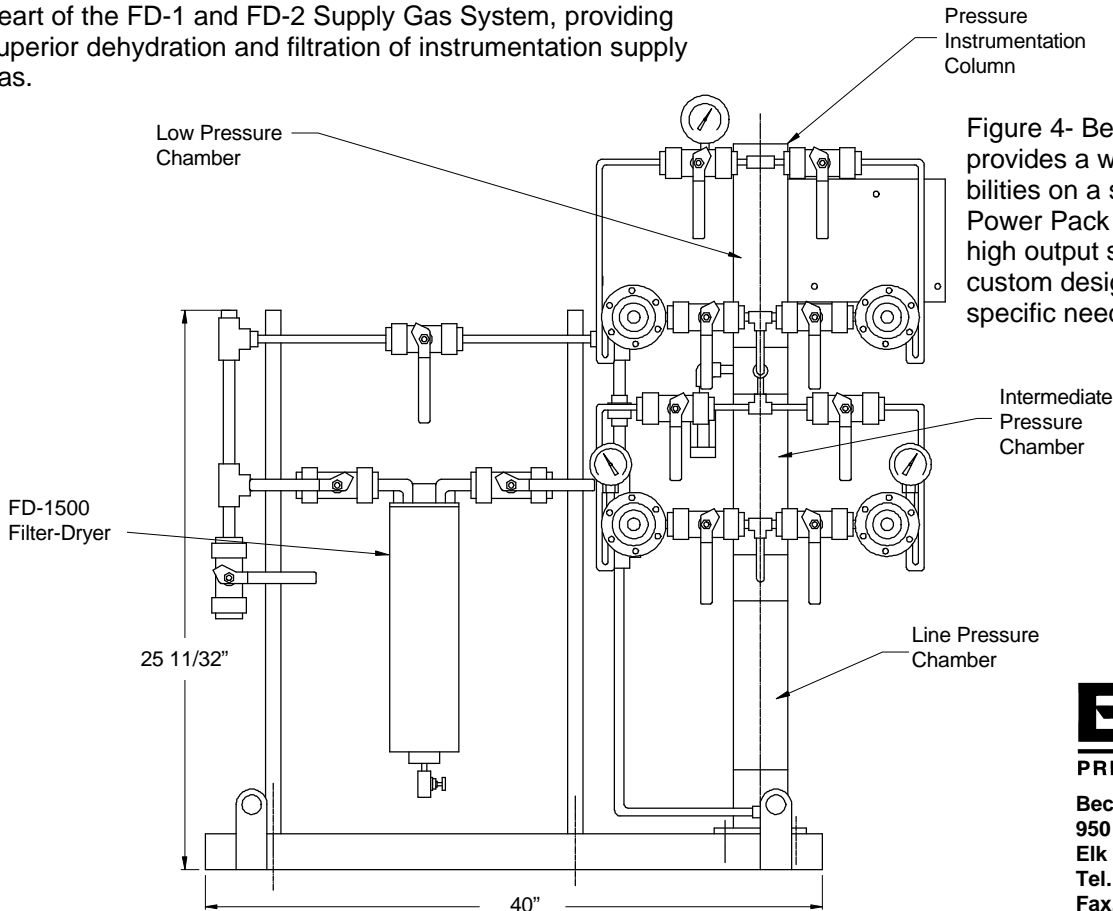 eart of the FD-1 and FD-2 Supply Gas System, providing
uperior dehydration and filtration of instrumentation supply
as.
Pressure
Instrumentation
Column
Low Pressure
Chamber
Figure 4- Be
provides a w
bilities on a s
Power Pack
high output s
custom desig
specific need
Intermediate
Pressure
Chamber
FD-1500
Filter-Dryer
25 11/32”
Line Pressure
Chamber
40”
PRE
Bec
950
Elk
Tel.
Fax